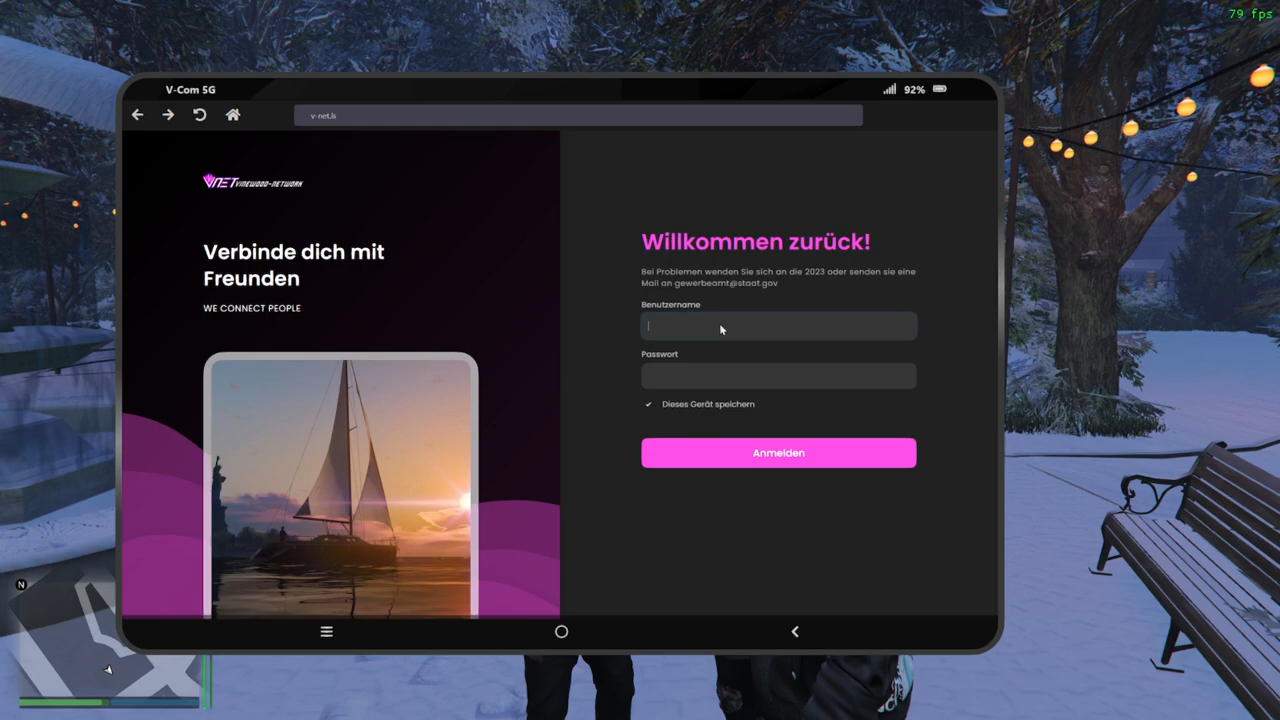 79 fps
V-Com 5G
92%
v-net.ls
VNET VINEWOOD-NETWORK
Verbinde dich mit
Freunden
WE CONNECT PEOPLE
Willkommen zurück!
Bei Problemen wenden Sie sich an die 2023 oder senden sie eine
Mail an gewerbeamt@staat.gov
Benutzername
Passwort
Dieses Gerät speichern
Anmelden
N